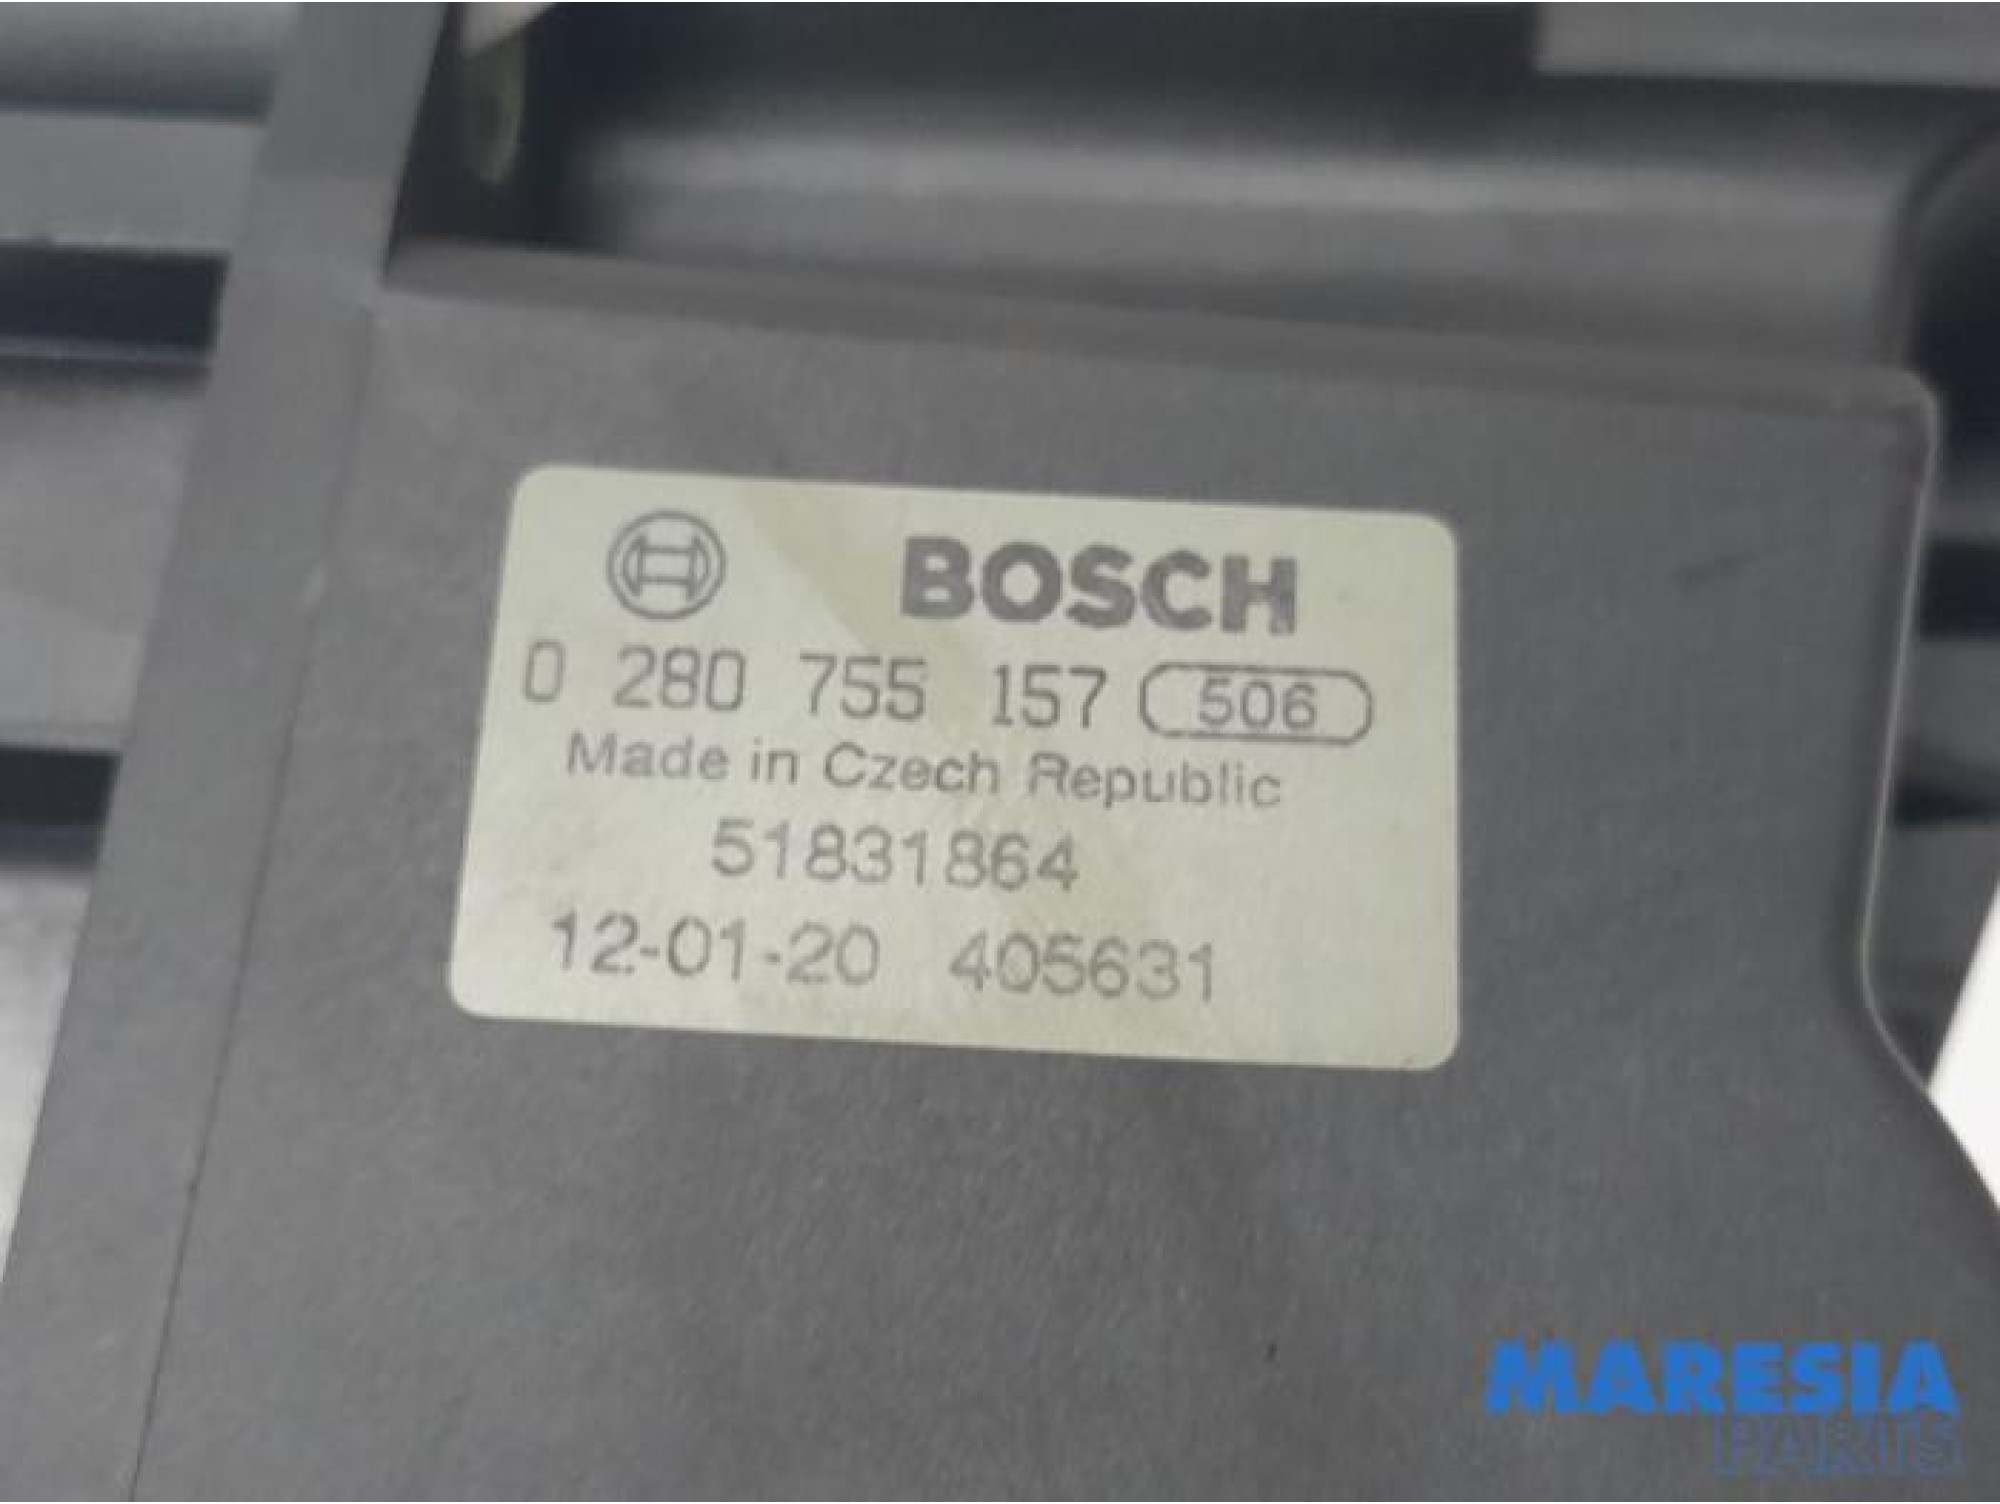 BOSCH
0 280 755 157 506
Made in Czech Republic
51831864
12-01-20 405631
MARESIA
PARTS